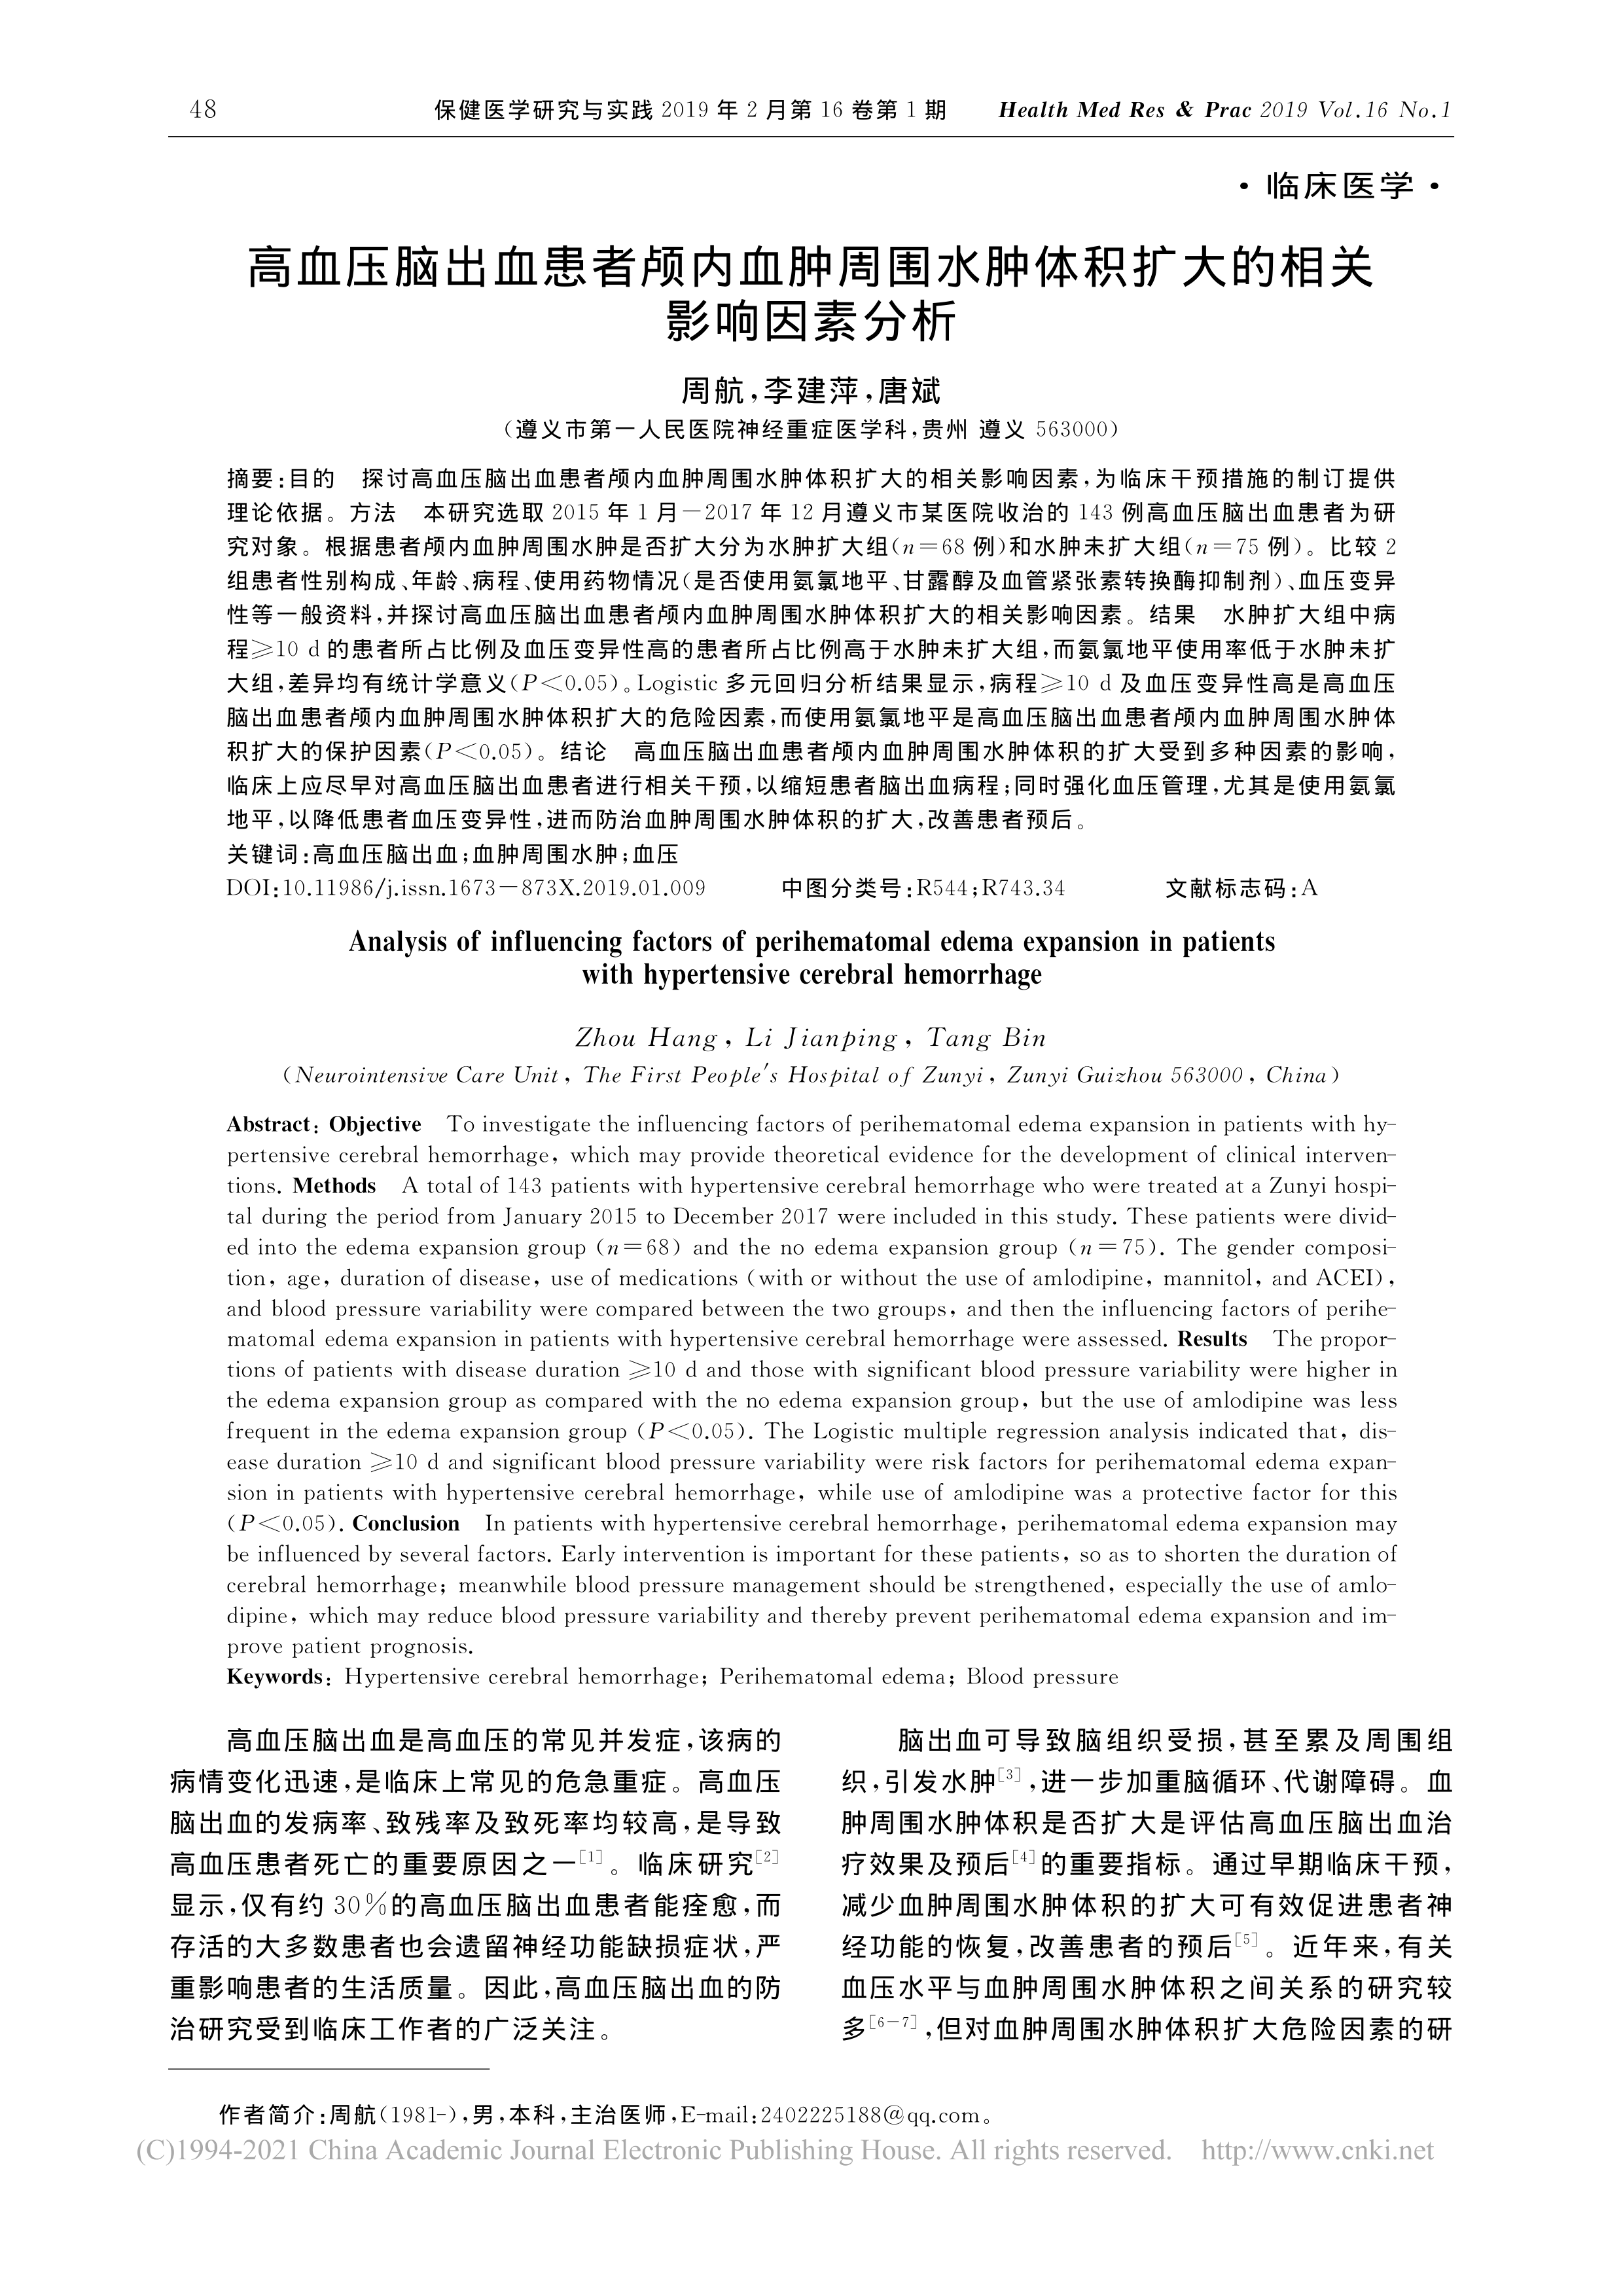 48 保健医学研究与实践 2019 年 2 月第 16 卷第 1 期 Health Med Res & Prac 2019 Vol.16 No.1
·临床医学·
高血压脑出血患者颅内血肿周围水肿体积扩大的相关
影响因素分析
周航,李建萍,唐斌
(遵义市第一人民医院神经重症医学科,贵州 遵义 563000)
摘要:目的 探讨高血压脑出血患者颅内血肿周围水肿体积扩大的相关影响因素,为临床干预措施的制订提供
理论依据。方法 本研究选取 2015 年 1 月—2017 年 12 月遵义市某医院收治的 143 例高血压脑出血患者为研
究对象。根据患者颅内血肿周围水肿是否扩大分为水肿扩大组(n=68 例)和水肿未扩大组(n=75 例)。比较 2
组患者性别构成、年龄、病程、使用药物情况(是否使用氨氯地平、甘露醇及血管紧张素转换酶抑制剂)、血压变异
性等一般资料,并探讨高血压脑出血患者颅内血肿周围水肿体积扩大的相关影响因素。结果 水肿扩大组中病
程≥10 d 的患者所占比例及血压变异性高的患者所占比例高于水肿未扩大组,而氨氯地平使用率低于水肿未扩
大组,差异均有统计学意义(P<0.05)。Logistic 多元回归分析结果显示,病程≥10 d 及血压变异性高是高血压
脑出血患者颅内血肿周围水肿体积扩大的危险因素,而使用氨氯地平是高血压脑出血患者颅内血肿周围水肿体
积扩大的保护因素(P<0.05)。结论 高血压脑出血患者颅内血肿周围水肿体积的扩大受到多种因素的影响,
临床上应尽早对高血压脑出血患者进行相关干预,以缩短患者脑出血病程;同时强化血压管理,尤其是使用氨氯
地平,以降低患者血压变异性,进而防治血肿周围水肿体积的扩大,改善患者预后。
关键词:高血压脑出血;血肿周围水肿;血压
DOI:10.11986/j.issn.1673-873X.2019.01.009 中图分类号:R544;R743.34 文献标志码:A
Analysis of influencing factors of perihematomal edema expansion in patients
with hypertensive cerebral hemorrhage
Zhou Hang, Li Jianping, Tang Bin
(Neurointensive Care Unit, The First People's Hospital of Zunyi, Zunyi Guizhou 563000, China)
Abstract: Objective To investigate the influencing factors of perihematomal edema expansion in patients with hy-
pertensive cerebral hemorrhage, which may provide theoretical evidence for the development of clinical interven-
tions. Methods A total of 143 patients with hypertensive cerebral hemorrhage who were treated at a Zunyi hospi-
tal during the period from January 2015 to December 2017 were included in this study. These patients were divid-
ed into the edema expansion group (n=68) and the no edema expansion group (n=75). The gender composi-
tion, age, duration of disease, use of medications (with or without the use of amlodipine, mannitol, and ACEI),
and blood pressure variability were compared between the two groups, and then the influencing factors of perihe-
matomal edema expansion in patients with hypertensive cerebral hemorrhage were assessed. Results The propor-
tions of patients with disease duration ≥10 d and those with significant blood pressure variability were higher in
the edema expansion group as compared with the no edema expansion group, but the use of amlodipine was less
frequent in the edema expansion group (P<0.05). The Logistic multiple regression analysis indicated that, dis-
ease duration ≥10 d and significant blood pressure variability were risk factors for perihematomal edema expan-
sion in patients with hypertensive cerebral hemorrhage, while use of amlodipine was a protective factor for this
(P<0.05). Conclusion In patients with hypertensive cerebral hemorrhage, perihematomal edema expansion may
be influenced by several factors. Early intervention is important for these patients, so as to shorten the duration of
cerebral hemorrhage; meanwhile blood pressure management should be strengthened, especially the use of amlo-
dipine, which may reduce blood pressure variability and thereby prevent perihematomal edema expansion and im-
prove patient prognosis.
Keywords: Hypertensive cerebral hemorrhage; Perihematomal edema; Blood pressure
高血压脑出血是高血压的常见并发症,该病的
病情变化迅速,是临床上常见的危急重症。高血压
脑出血的发病率、致残率及致死率均较高,是导致
高血压患者死亡的重要原因之一[1]。临床研究[2]
显示,仅有约 30%的高血压脑出血患者能痊愈,而
存活的大多数患者也会遗留神经功能缺损症状,严
重影响患者的生活质量。因此,高血压脑出血的防
治研究受到临床工作者的广泛关注。
脑出血可导致脑组织受损,甚至累及周围组
织,引发水肿[3],进一步加重脑循环、代谢障碍。血
肿周围水肿体积是否扩大是评估高血压脑出血治
疗效果及预后[4]的重要指标。通过早期临床干预,
减少血肿周围水肿体积的扩大可有效促进患者神
经功能的恢复,改善患者的预后[5]。近年来,有关
血压水平与血肿周围水肿体积之间关系的研究较
多[6-7],但对血肿周围水肿体积扩大危险因素的研
作者简介:周航(1981-),男,本科,主治医师,E-mail:2402225188@qq.com。
(C)1994-2021 China Academic Journal Electronic Publishing House. All rights reserved. http://www.cnki.net